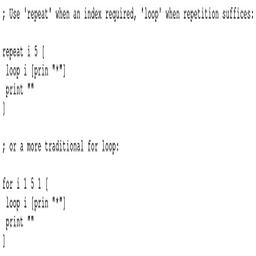 ; Use 'repeat' when an index required, 'loop' when repetition suffices:
repeat i 5 [
loop i [prin "*"]
print ""
]
; or a more traditional for loop:
for i 1 5 1 [
loop i [prin "*"]
print ""
]